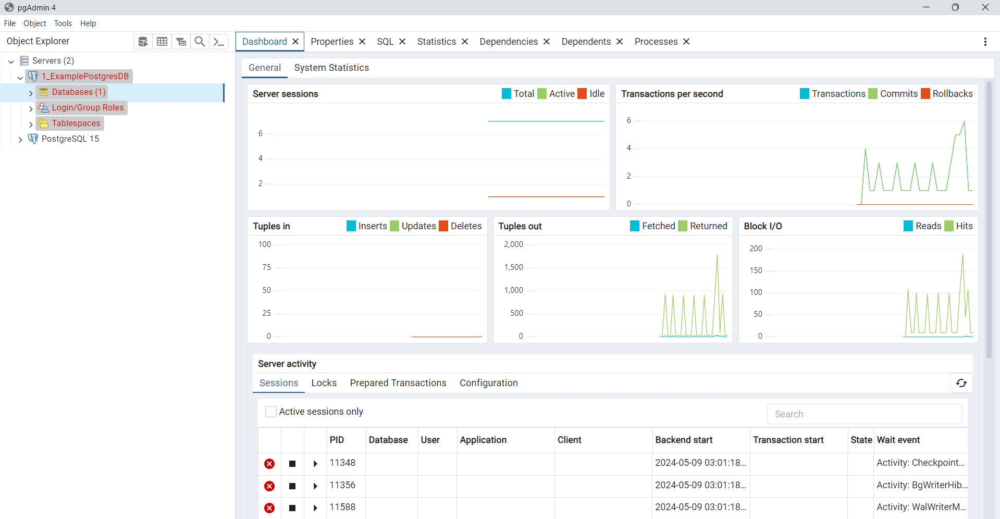 pgAdmin 4
File Object Tools Help
Object Explorer
Dashboard Properties SQL Statistics Dependencies Dependents Processes
Servers (2)
1_ExamplePostgresDB
Databases (1)
Login/Group Roles
Tablespaces
PostgreSQL 15
General System Statistics
Server sessions Total Active Idle
6
4
2
Transactions per second Transactions Commits Rollbacks
6
4
2
0
Tuples in Inserts Updates Deletes
100
75
50
25
0
Tuples out Fetched Returned
2,000
1,500
1,000
500
0
Block I/O Reads Hits
200
150
100
50
0
Server activity
Sessions Locks Prepared Transactions Configuration
Active sessions only Search
PID Database User Application Client Backend start Transaction start State Wait event
11348 2024-05-09 03:01:18... Activity: Checkpoint...
11356 2024-05-09 03:01:18... Activity: BgWriterHib...
11588 2024-05-09 03:01:18... Activity: WalWriterM...